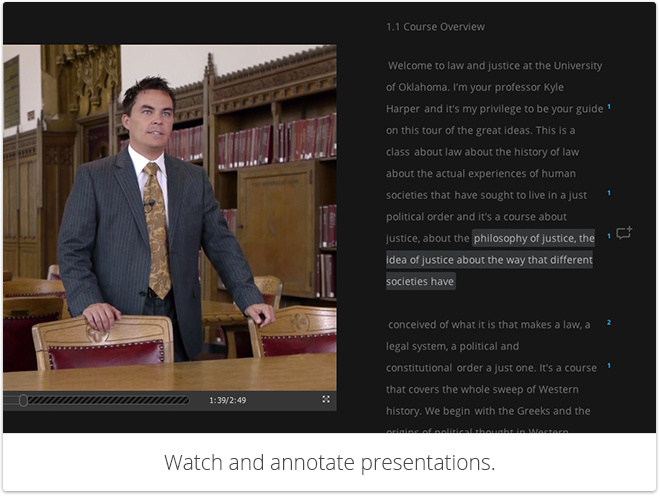 1.1 Course Overview
Welcome to law and justice at the University
of Oklahoma. I'm your professor Kyle
Harper and it's my privilege to be your guide 1
on this tour of the great ideas. This is a
class about law about the history of law
about the actual experiences of human
societies that have sought to live in a just 1
political order and it's a course about
justice, about the philosophy of justice, the 1
idea of justice about the way that different
societies have
conceived of what it is that makes a law, a 2
legal system, a political and
constitutional order a just one. It's a course 1
that covers the whole sweep of Western
history. We begin with the Greeks and the
origins of political thought in Western
1:39/2:49
Watch and annotate presentations.